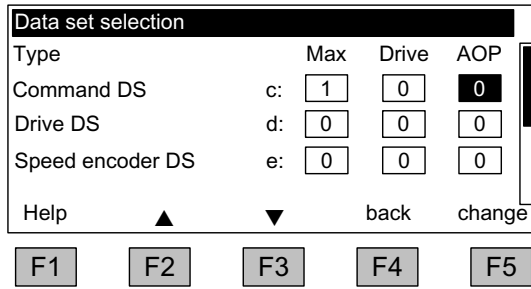 Data set selection
Type Max Drive AOP
Command DS c: 1 0 0
Drive DS d: 0 0 0
Speed encoder DS e: 0 0 0
Help ▲ ▼ back change
F1 F2 F3 F4 F5